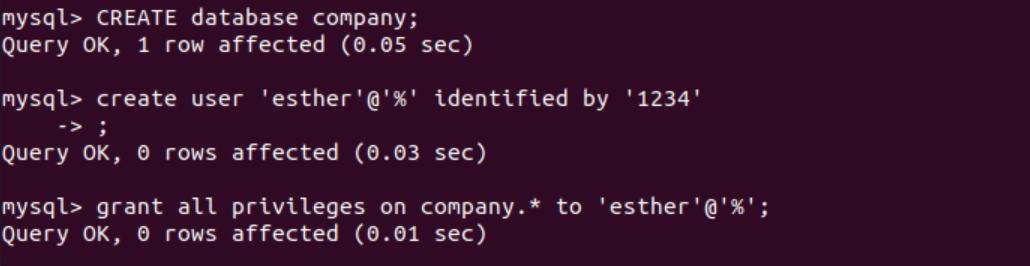 mysql> CREATE database company;
Query OK, 1 row affected (0.05 sec)
mysql> create user 'esther'@'%' identified by '1234'
    -> ;
Query OK, 0 rows affected (0.03 sec)
mysql> grant all privileges on company.* to 'esther'@'%';
Query OK, 0 rows affected (0.01 sec)